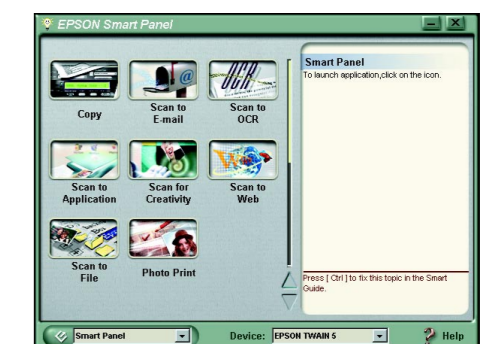 EPSON Smart Panel
Copy
Scan to
E-mail
OCR
Scan to
OCR
Scan to
Application
Scan for
Creativity
Web
Scan to
Web
Scan to
File
Photo Print
Smart Panel
To launch application,click on the icon.
Press [ Ctrl ] to fix this topic in the Smart
Guide.
Smart Panel
Device: EPSON TWAIN 5
Help